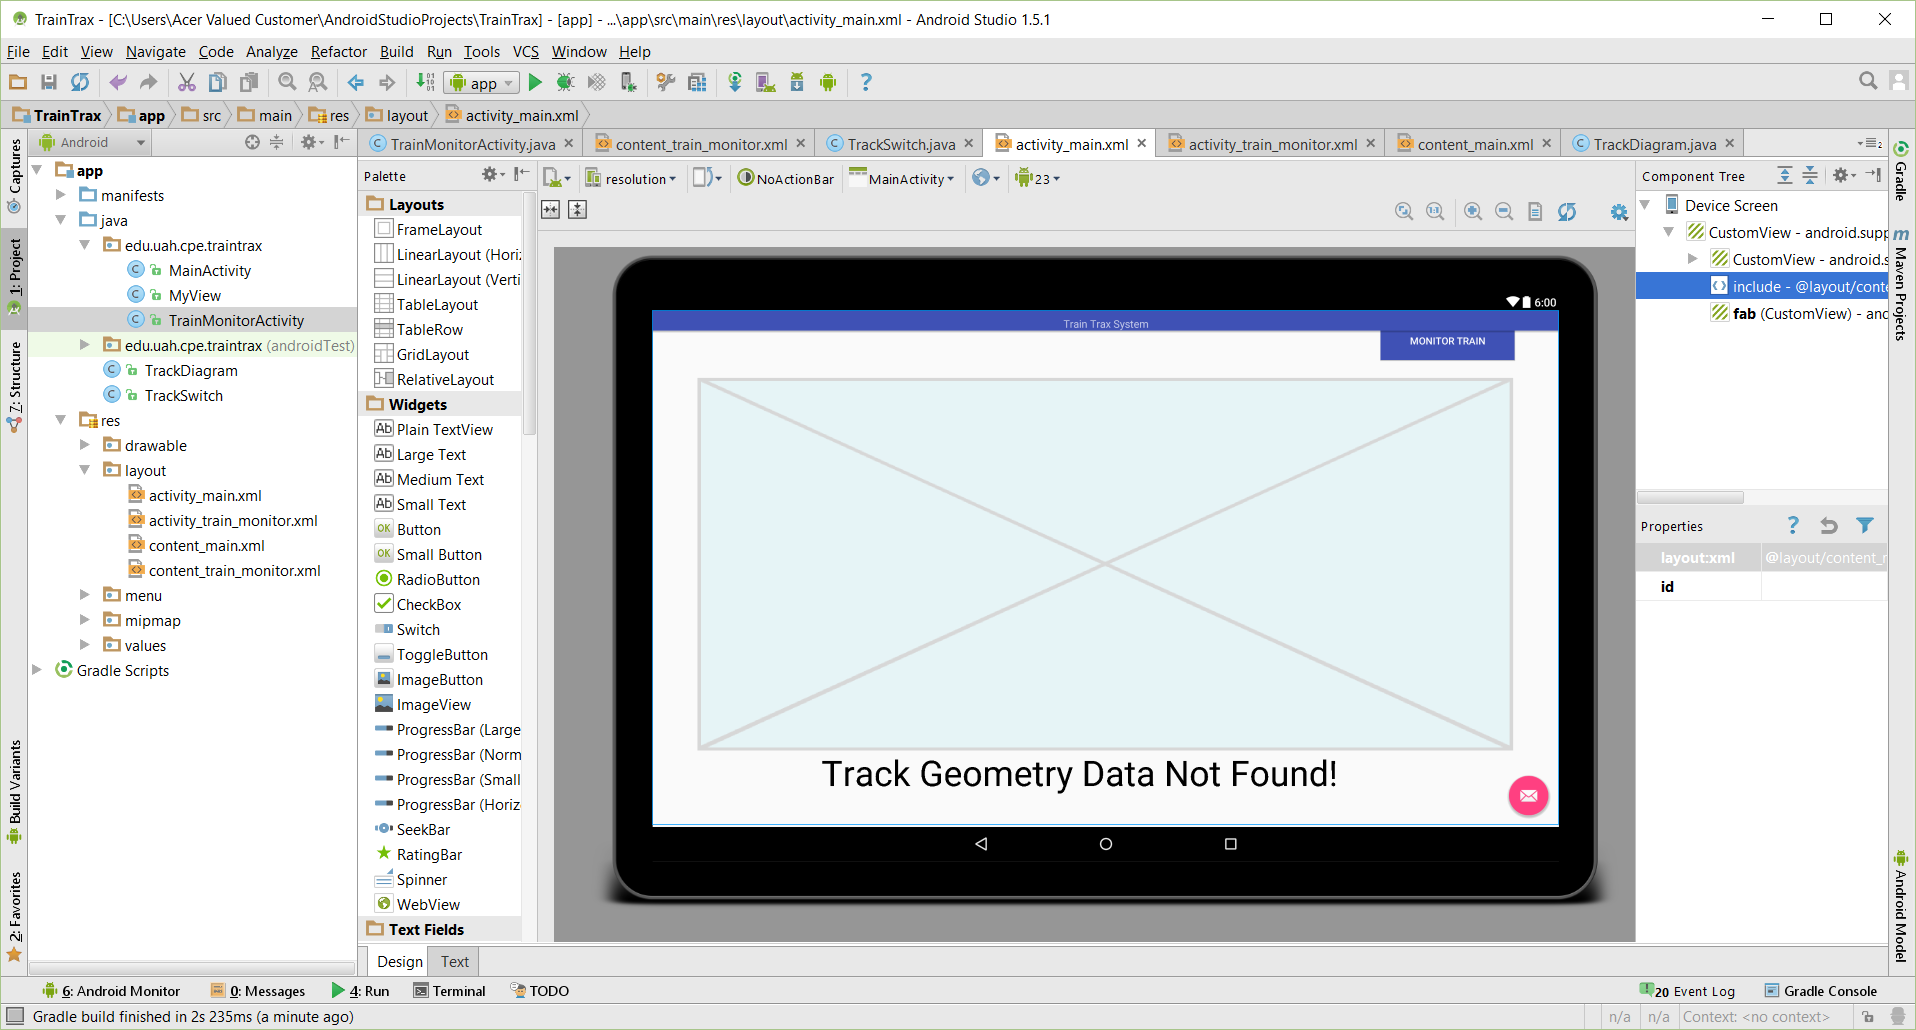 TrainTrax - [C:\Users\Acer Valued Customer\AndroidStudioProjects\TrainTrax] - [app] - ...\app\src\main\res\layout\activity_main.xml - Android Studio 1.5.1
File Edit View Navigate Code Analyze Refactor Build Run Tools VCS Window Help
app
TrainTrax app src main res layout activity_main.xml
Android
TrainMonitorActivity.java content_train_monitor.xml TrackSwitch.java activity_main.xml activity_train_monitor.xml content_main.xml TrackDiagram.java
Captures
1: Project
7: Structure
Build Variants
2: Favorites
app
manifests
java
edu.uah.cpe.traintrax
MainActivity
MyView
TrainMonitorActivity
edu.uah.cpe.traintrax (androidTest)
TrackDiagram
TrackSwitch
res
drawable
layout
activity_main.xml
activity_train_monitor.xml
content_main.xml
content_train_monitor.xml
menu
mipmap
values
Gradle Scripts
Palette
Layouts
FrameLayout
LinearLayout (Horiz
LinearLayout (Verti
TableLayout
TableRow
GridLayout
RelativeLayout
Widgets
Plain TextView
Large Text
Medium Text
Small Text
Button
Small Button
RadioButton
CheckBox
Switch
ToggleButton
ImageButton
ImageView
ProgressBar (Large
ProgressBar (Norm
ProgressBar (Small
ProgressBar (Horiz
SeekBar
RatingBar
Spinner
WebView
Text Fields
resolution NoActionBar MainActivity 23
6:00
Train Trax System
MONITOR TRAIN
Track Geometry Data Not Found!
Design Text
Component Tree
Device Screen
CustomView - android.supp
CustomView - android.s
include - @layout/conte
fab (CustomView) - and
Properties
layout:xml @layout/content_
id
Gradle
Maven Projects
Android Model
6: Android Monitor 0: Messages 4: Run Terminal TODO
20 Event Log Gradle Console
Gradle build finished in 2s 235ms (a minute ago)
n/a n/a Context: <no context>